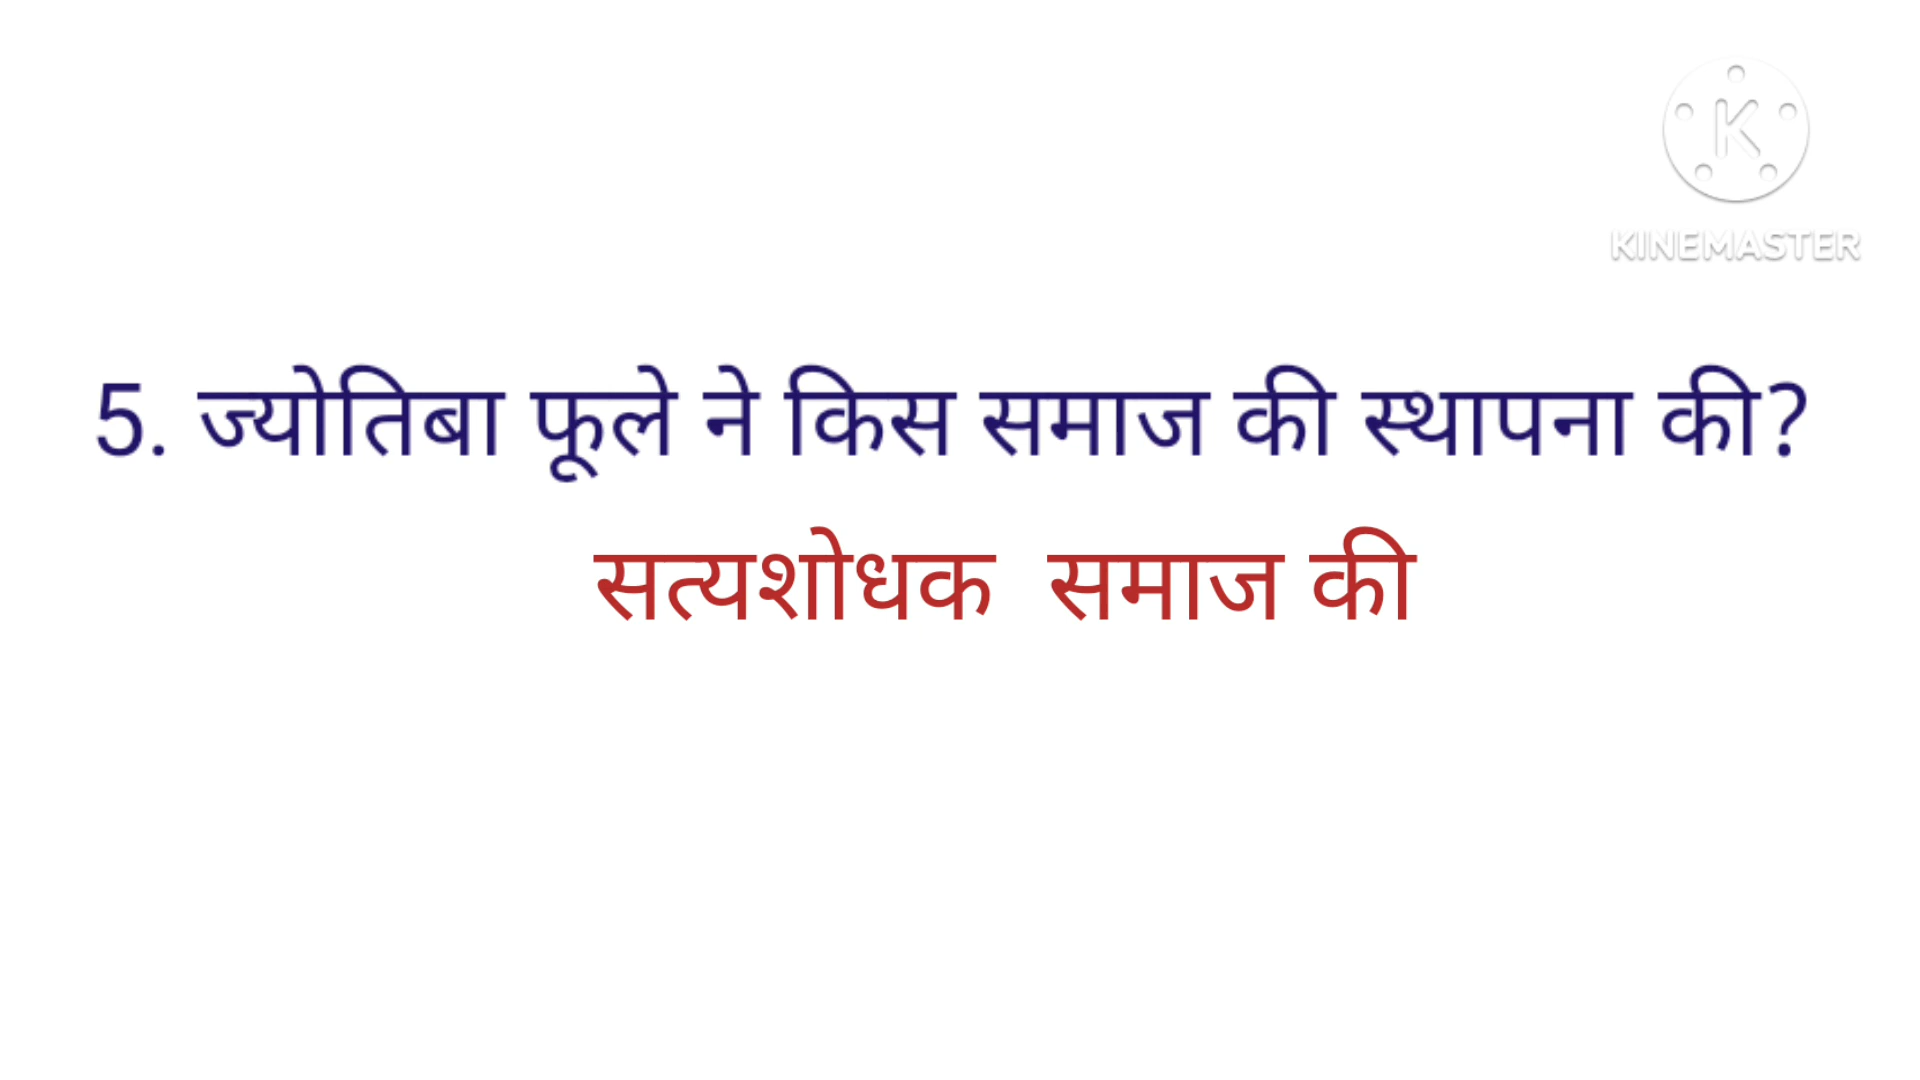 K
KINEMASTER
5. ज्योतिबा फूले ने किस समाज की स्थापना की?
सत्यशोधक समाज की